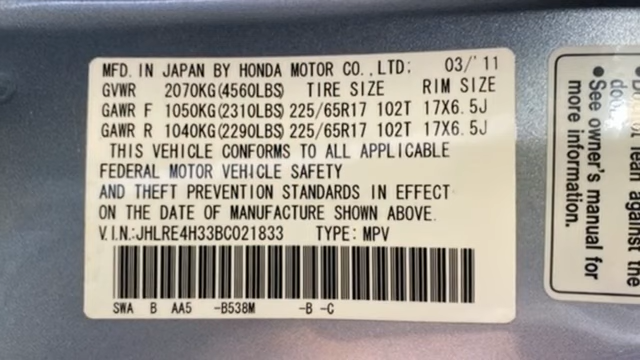 MFD. IN JAPAN BY HONDA MOTOR CO., LTD: 03/'11
GVWR 2070KG(4560LBS) TIRE SIZE RIM SIZE
GAWR F 1050KG(2310LBS) 225/65R17 102T 17X6.5J
GAWR R 1040KG(2290LBS) 225/65R17 102T 17X6.5J
THIS VEHICLE CONFORMS TO ALL APPLICABLE
FEDERAL MOTOR VEHICLE SAFETY
AND THEFT PREVENTION STANDARDS IN EFFECT
ON THE DATE OF MANUFACTURE SHOWN ABOVE.
V.I.N.:JHLRE4H33BC021833 TYPE: MPV
SWA B AA5 -B538M -B -C
lean against the
● See owner's manual for
more information.